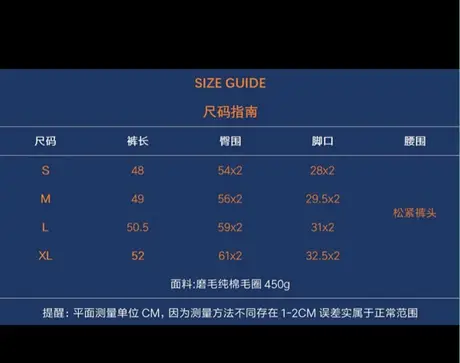 SIZE GUIDE
尺码指南
尺码 裤长 臀围 脚口 腰围
S 48 54x2 28x2
M 49 56x2 29.5x2
松紧裤头
L 50.5 59x2 31x2
XL 52 61x2 32.5x2
面料:磨毛纯棉毛圈 450g
提醒：平面测量单位 CM，因为测量方法不同存在 1-2CM 误差实属于正常范围